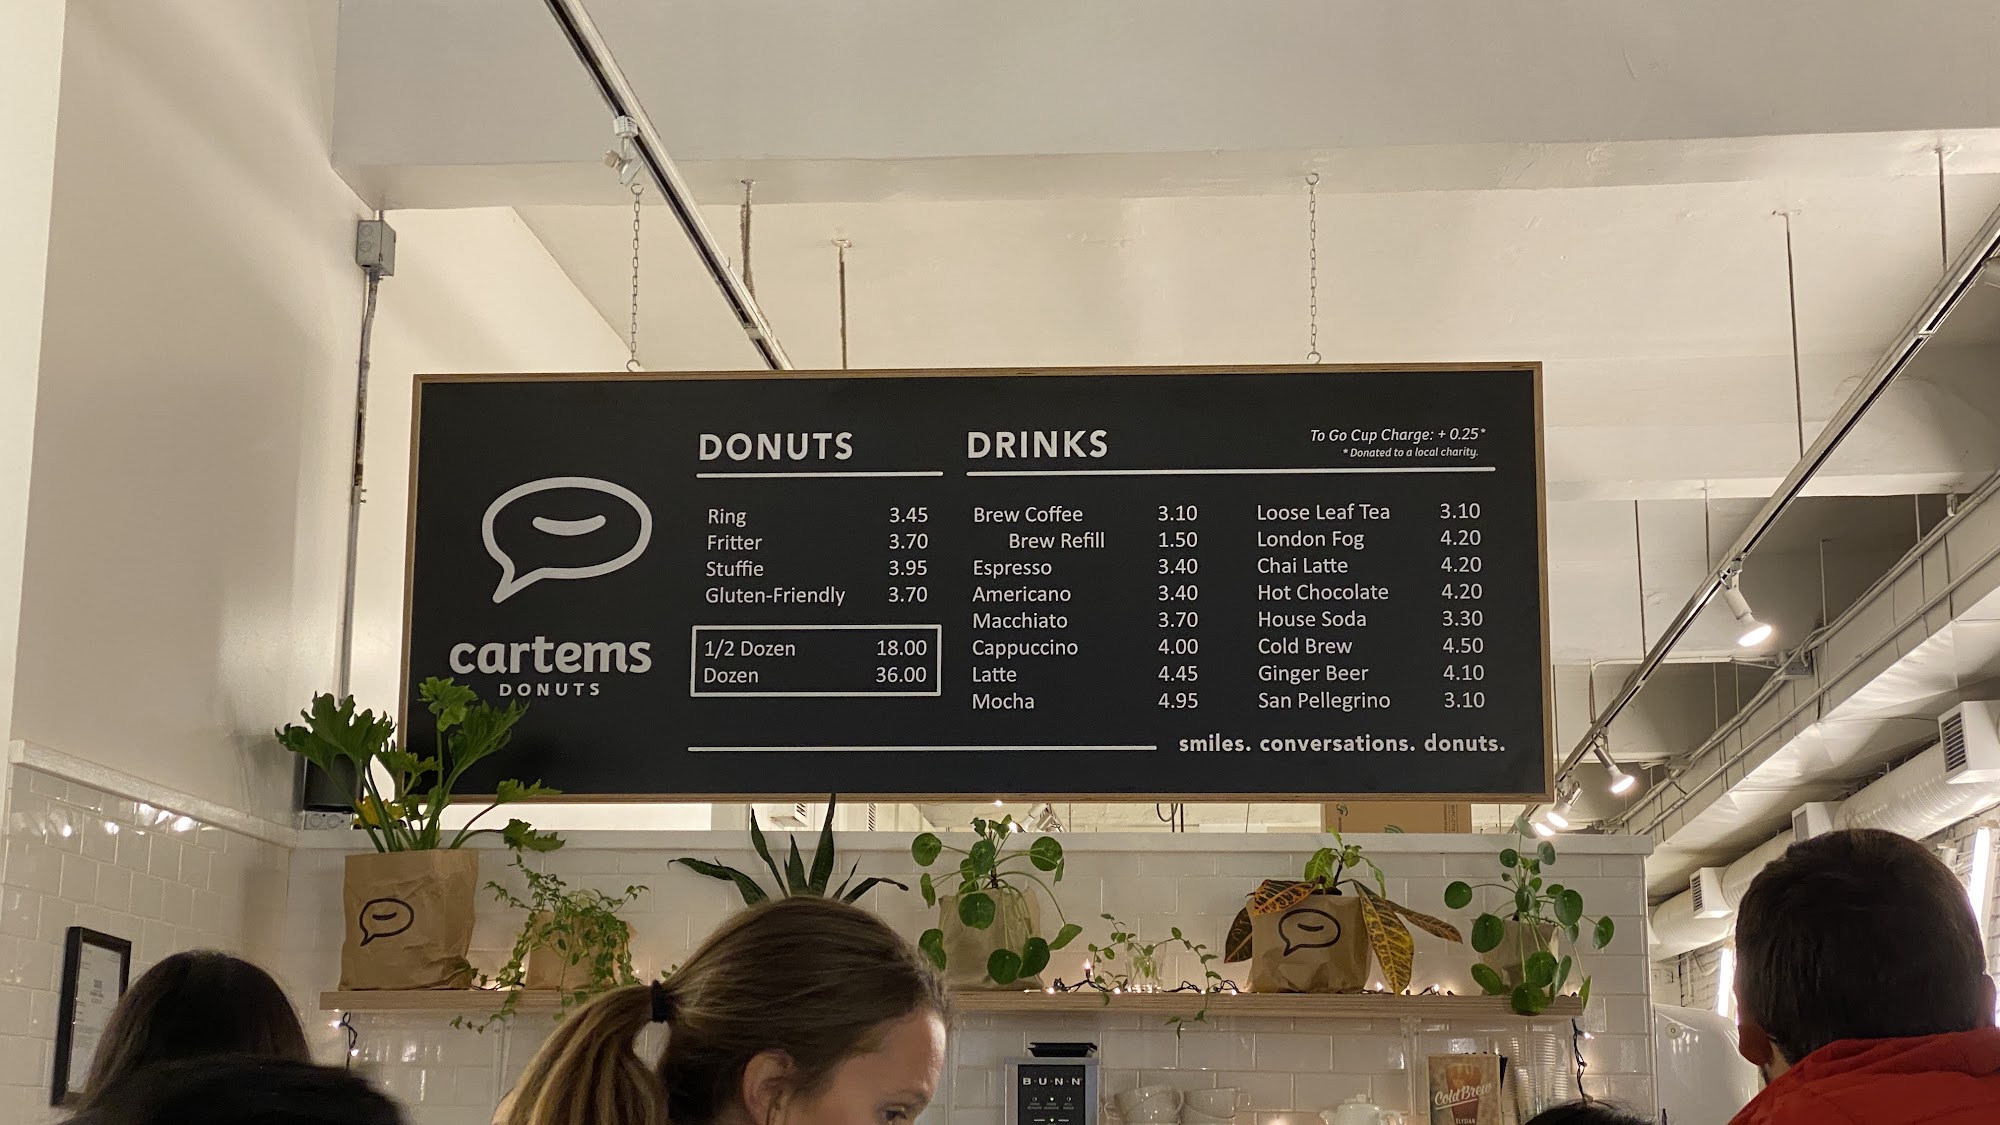 cartems
DONUTS
DONUTS
Ring 3.45
Fritter 3.70
Stuffie 3.95
Gluten-Friendly 3.70
1/2 Dozen 18.00
Dozen 36.00
DRINKS
To Go Cup Charge: + 0.25*
* Donated to a local charity.
Brew Coffee 3.10
Brew Refill 1.50
Espresso 3.40
Americano 3.40
Macchiato 3.70
Cappuccino 4.00
Latte 4.45
Mocha 4.95
Loose Leaf Tea 3.10
London Fog 4.20
Chai Latte 4.20
Hot Chocolate 4.20
House Soda 3.30
Cold Brew 4.50
Ginger Beer 4.10
San Pellegrino 3.10
smiles. conversations. donuts.
B·U·N·N
Cold Brew
ELYSIAN